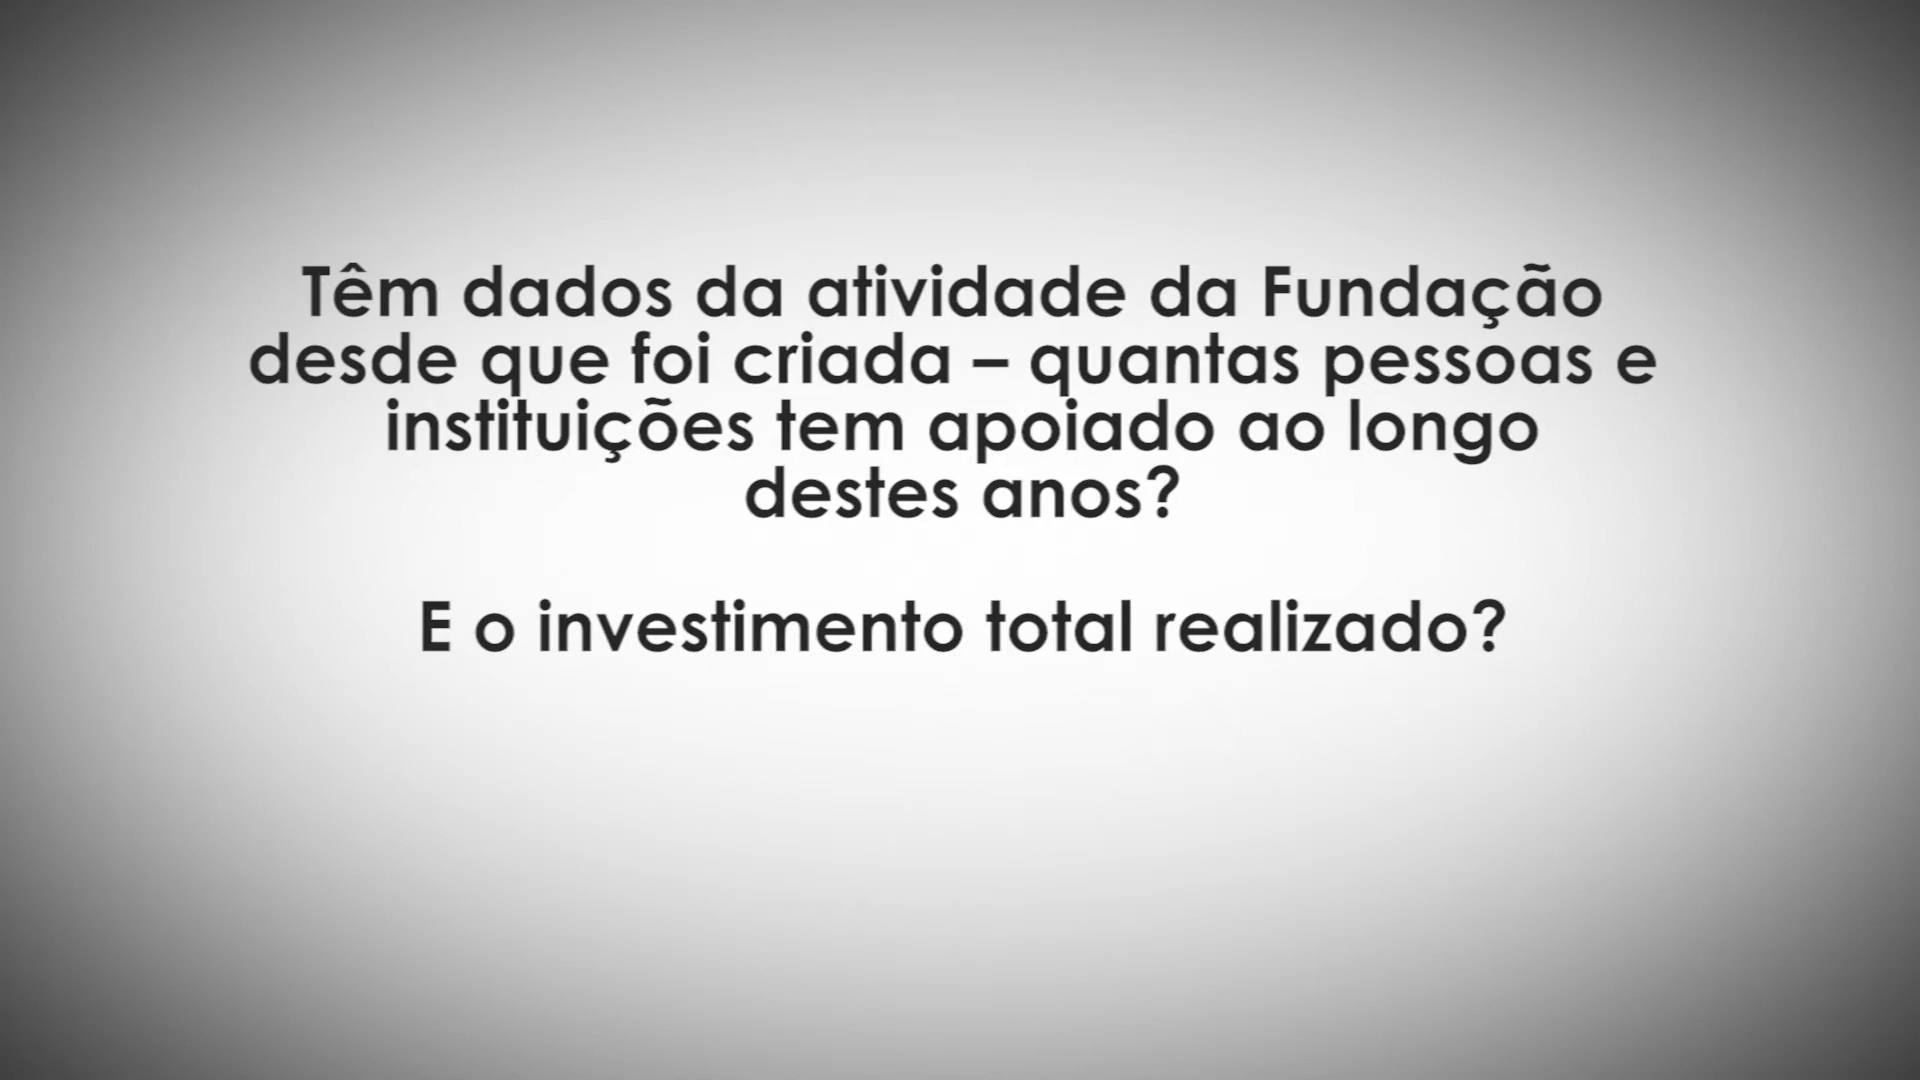 Têm dados da atividade da Fundação
desde que foi criada – quantas pessoas e
instituições tem apoiado ao longo
destes anos?
E o investimento total realizado?